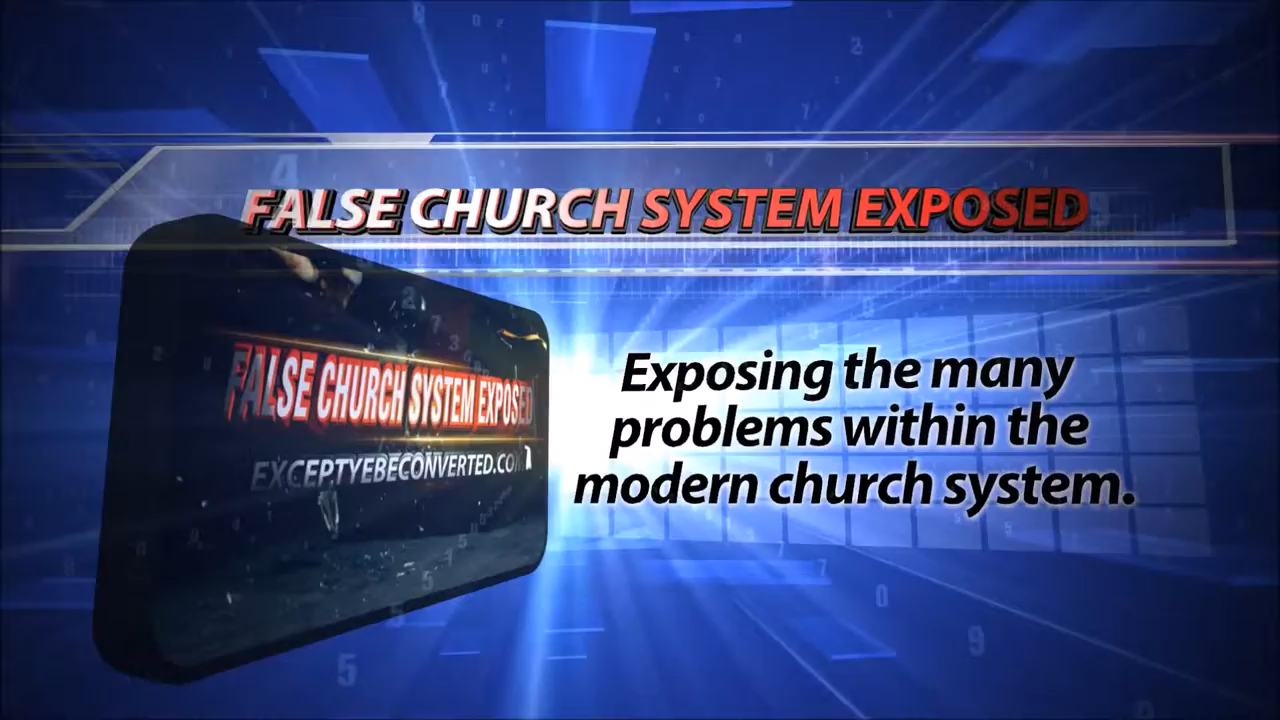 FALSE CHURCH SYSTEM EXPOSED
FALSE CHURCH SYSTEM EXPOSED
EXCEPTYEBECONVERTED.COM
Exposing the many
problems within the
modern church system.